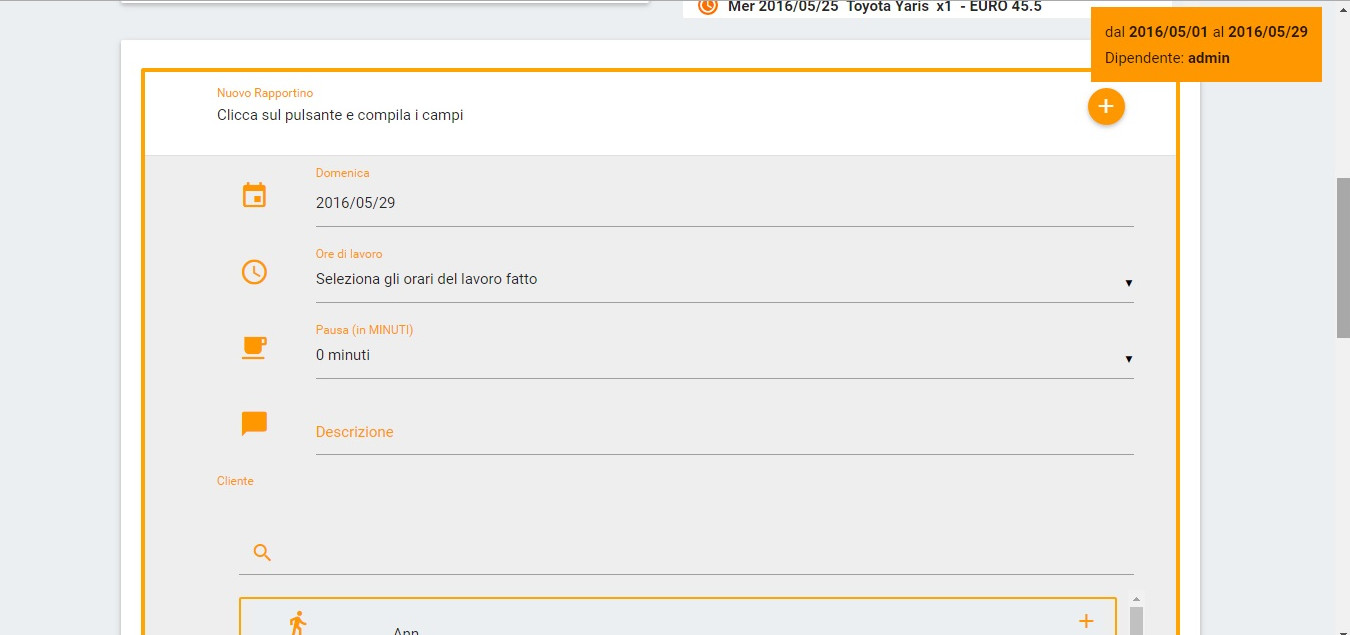 Mer 2016/05/25 Toyota Yaris x1 - EURO 45.5
dal 2016/05/01 al 2016/05/29
Dipendente: admin
Nuovo Rapportino
Clicca sul pulsante e compila i campi
Domenica
2016/05/29
Ore di lavoro
Seleziona gli orari del lavoro fatto
Pausa (in MINUTI)
0 minuti
Descrizione
Cliente